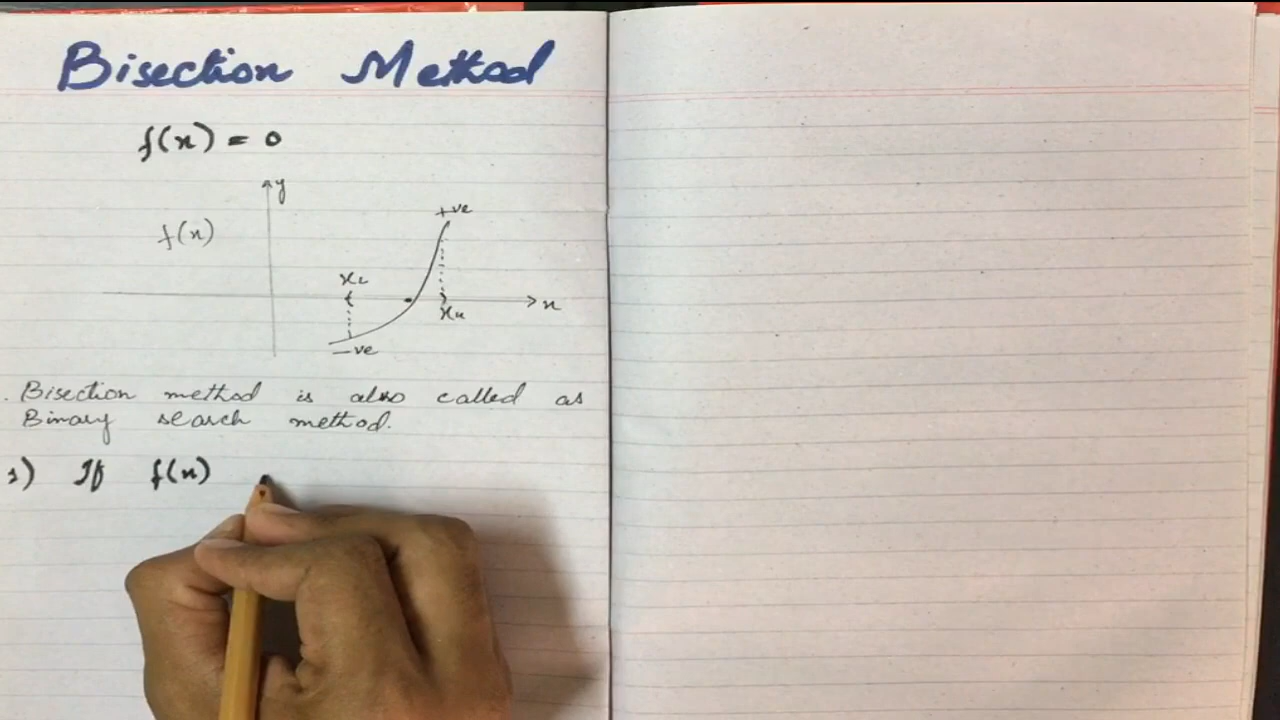 Bisection Method
f(x) = 0
y
+ve
f(x)
xL
x
xu
-ve
. Bisection method is also called as
Binary search method.
1) If f(x)